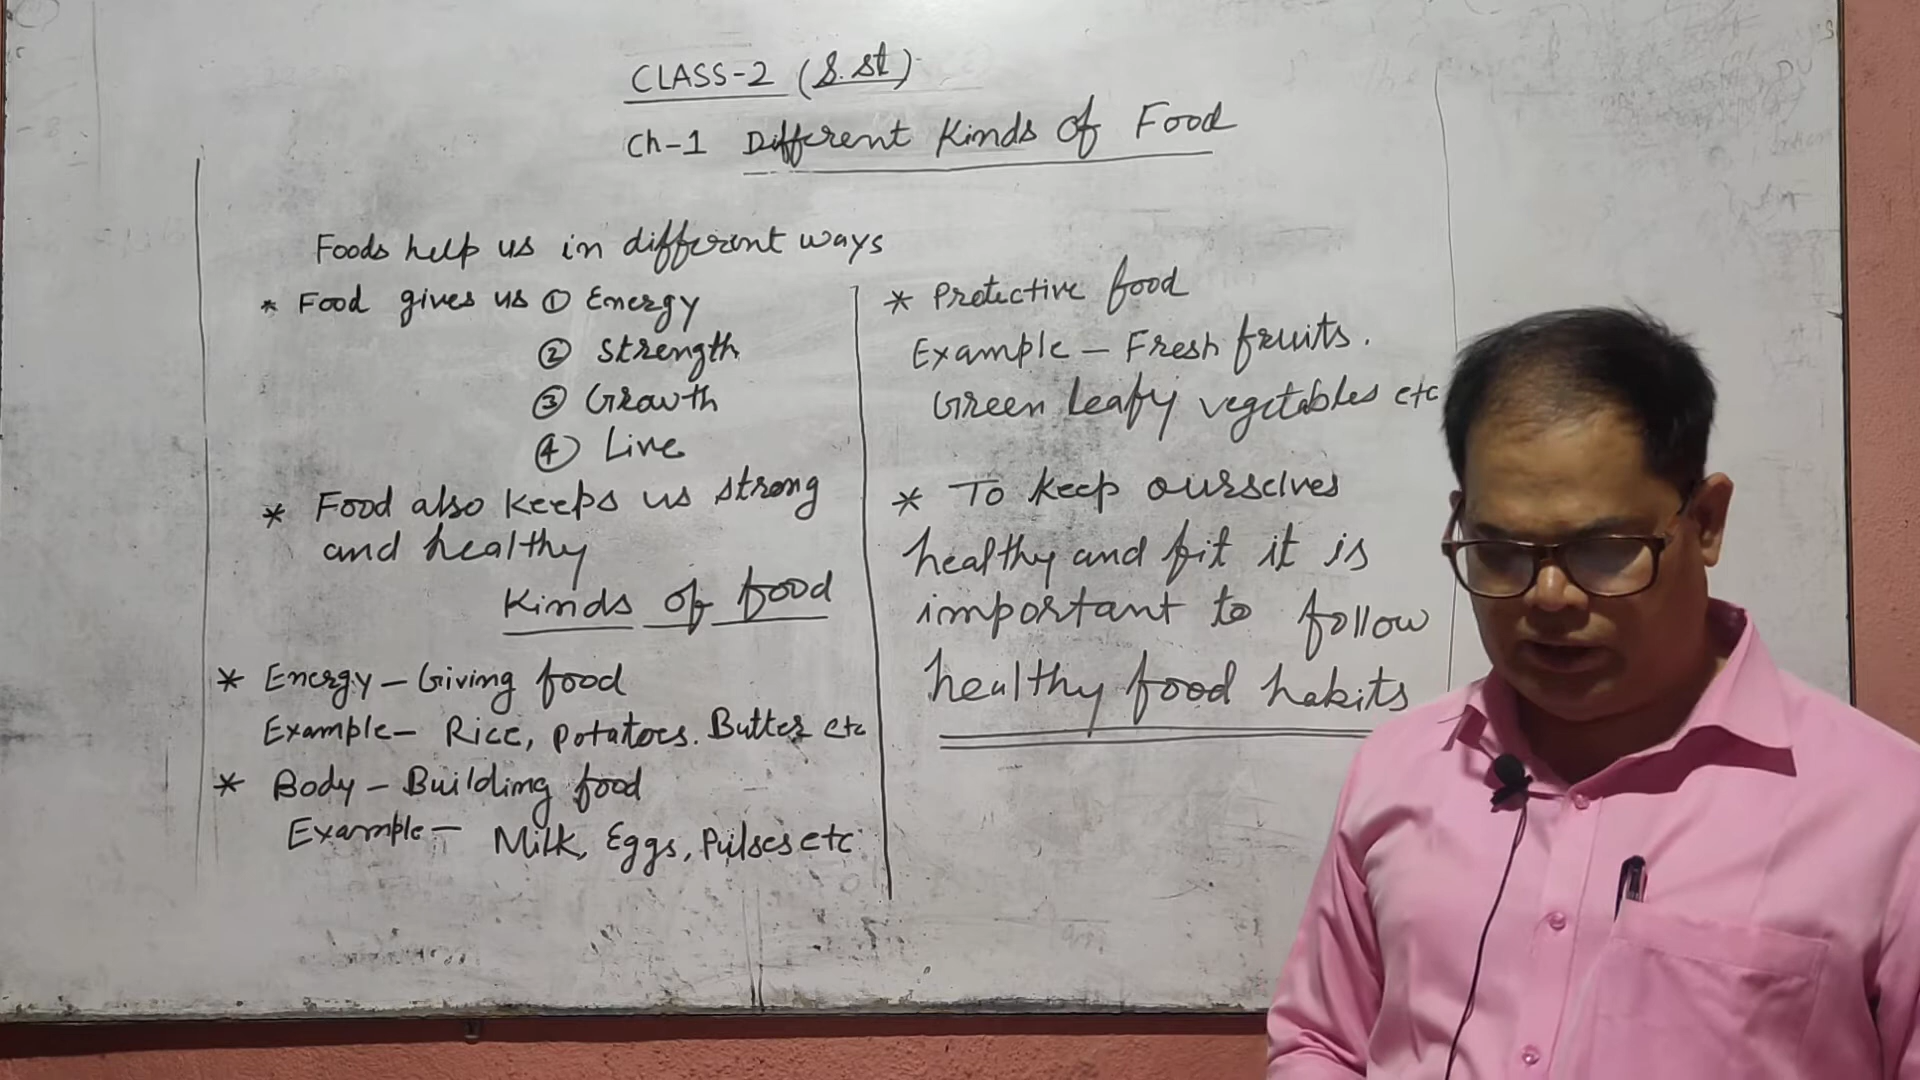 CLASS-2 (S.st)
Ch-1 Different Kinds of Food
Foods help us in different ways
* Food gives us ① Energy
② Strength
③ Growth
④ Live
* Food also keeps us strong
and healthy
Kinds of food
* Energy - Giving food
Example - Rice, Potatoes. Butter etc
* Body - Building food
Example - Milk, Eggs, Pulses etc
* Protective food
Example - Fresh fruits.
Green Leafy vegetables etc
* To keep ourselves
healthy and fit it is
important to follow
healthy food habits